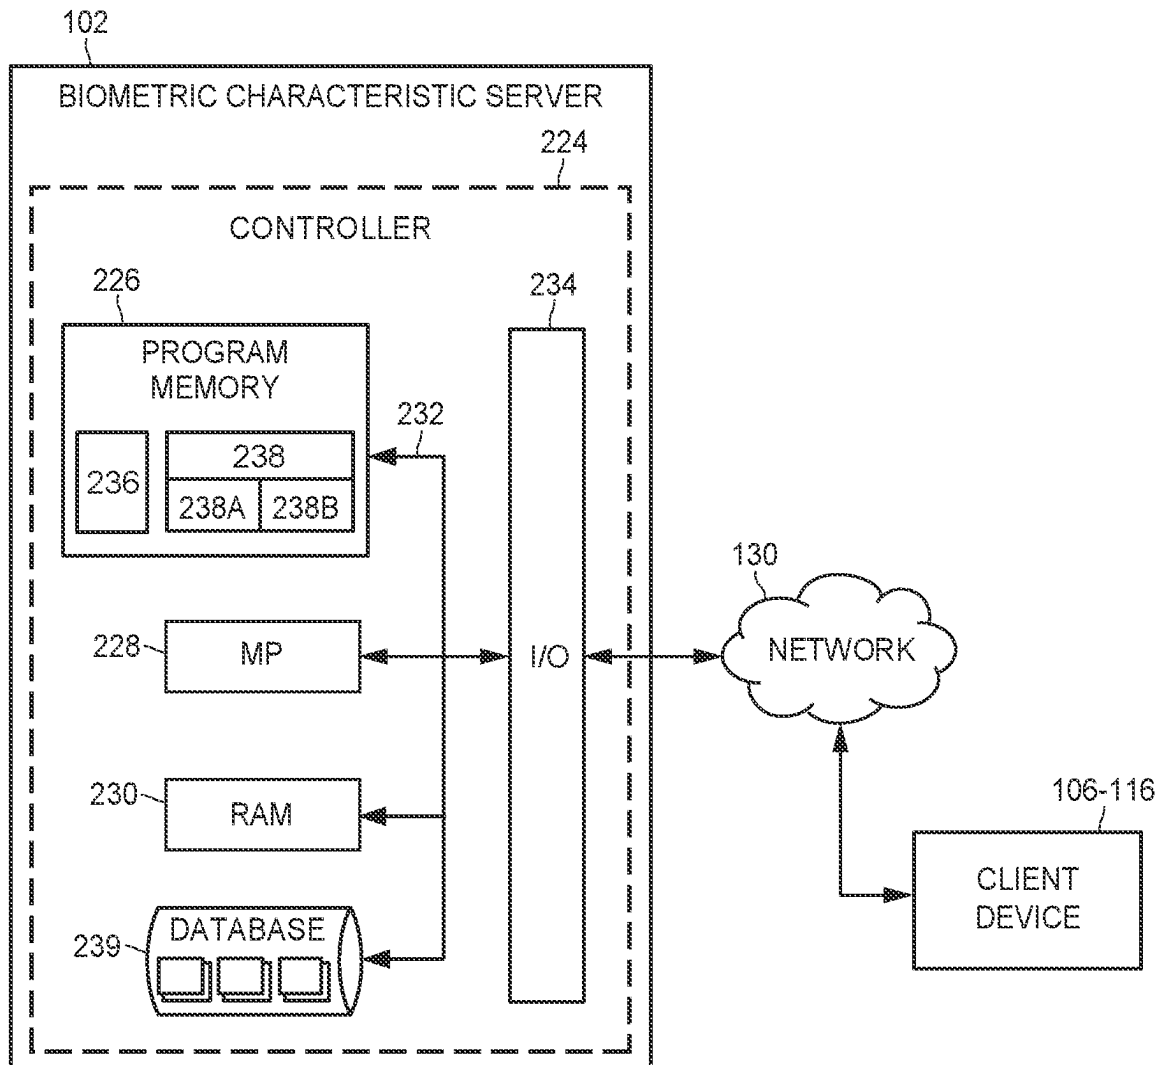 102
BIOMETRIC CHARACTERISTIC SERVER
224
CONTROLLER
226
234
PROGRAM
MEMORY
232
236
238
238A
238B
130
NETWORK
228
MP
I/O
230
RAM
106-116
CLIENT
DEVICE
239
DATABASE